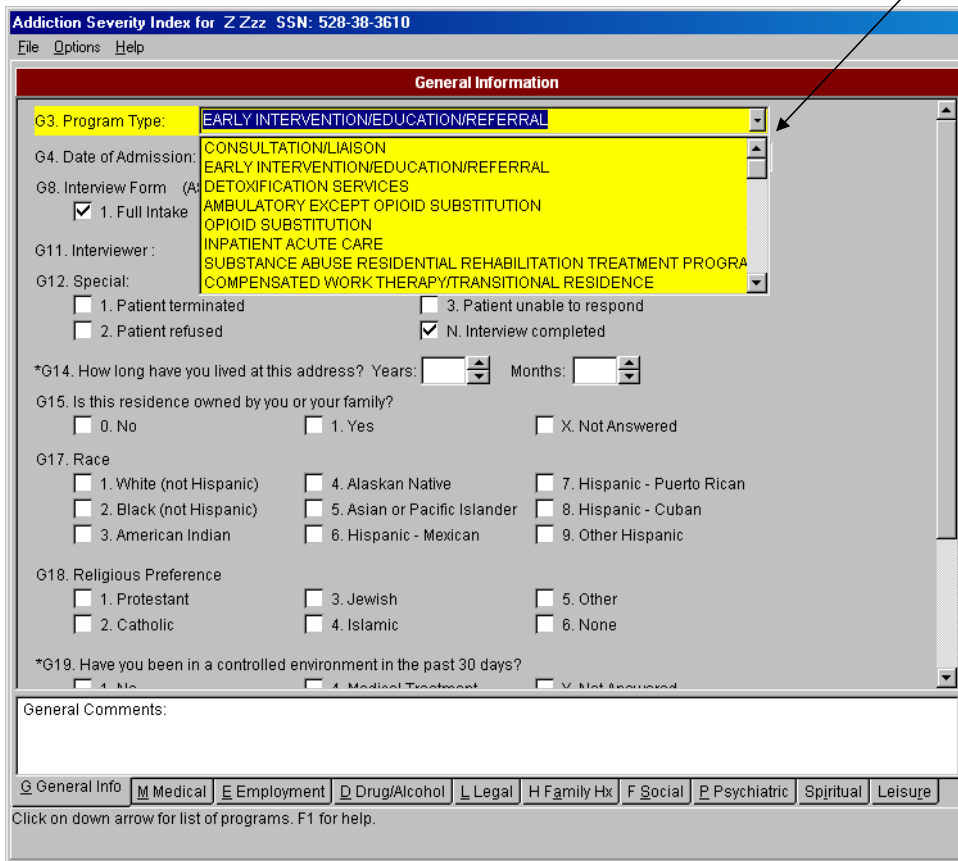 Addiction Severity Index for Z Zzz SSN: 528-38-3610
File Options Help
General Information
G3. Program Type: EARLY INTERVENTION/EDUCATION/REFERRAL
CONSULTATION/LIAISON
G4. Date of Admission: EARLY INTERVENTION/EDUCATION/REFERRAL
G8. Interview Form (A DETOXIFICATION SERVICES
1. Full Intake AMBULATORY EXCEPT OPIOID SUBSTITUTION
OPIOID SUBSTITUTION
G11. Interviewer : INPATIENT ACUTE CARE
SUBSTANCE ABUSE RESIDENTIAL REHABILITATION TREATMENT PROGRA
G12. Special: COMPENSATED WORK THERAPY/TRANSITIONAL RESIDENCE
1. Patient terminated 3. Patient unable to respond
2. Patient refused N. Interview completed
*G14. How long have you lived at this address? Years: Months:
G15. Is this residence owned by you or your family?
0. No 1. Yes X. Not Answered
G17. Race
1. White (not Hispanic) 4. Alaskan Native 7. Hispanic - Puerto Rican
2. Black (not Hispanic) 5. Asian or Pacific Islander 8. Hispanic - Cuban
3. American Indian 6. Hispanic - Mexican 9. Other Hispanic
G18. Religious Preference
1. Protestant 3. Jewish 5. Other
2. Catholic 4. Islamic 6. None
*G19. Have you been in a controlled environment in the past 30 days?
1. No 4. Medical Treatment X. Not Answered
General Comments:
G General Info M Medical E Employment D Drug/Alcohol L Legal H Family Hx F Social P Psychiatric Spiritual Leisure
Click on down arrow for list of programs. F1 for help.